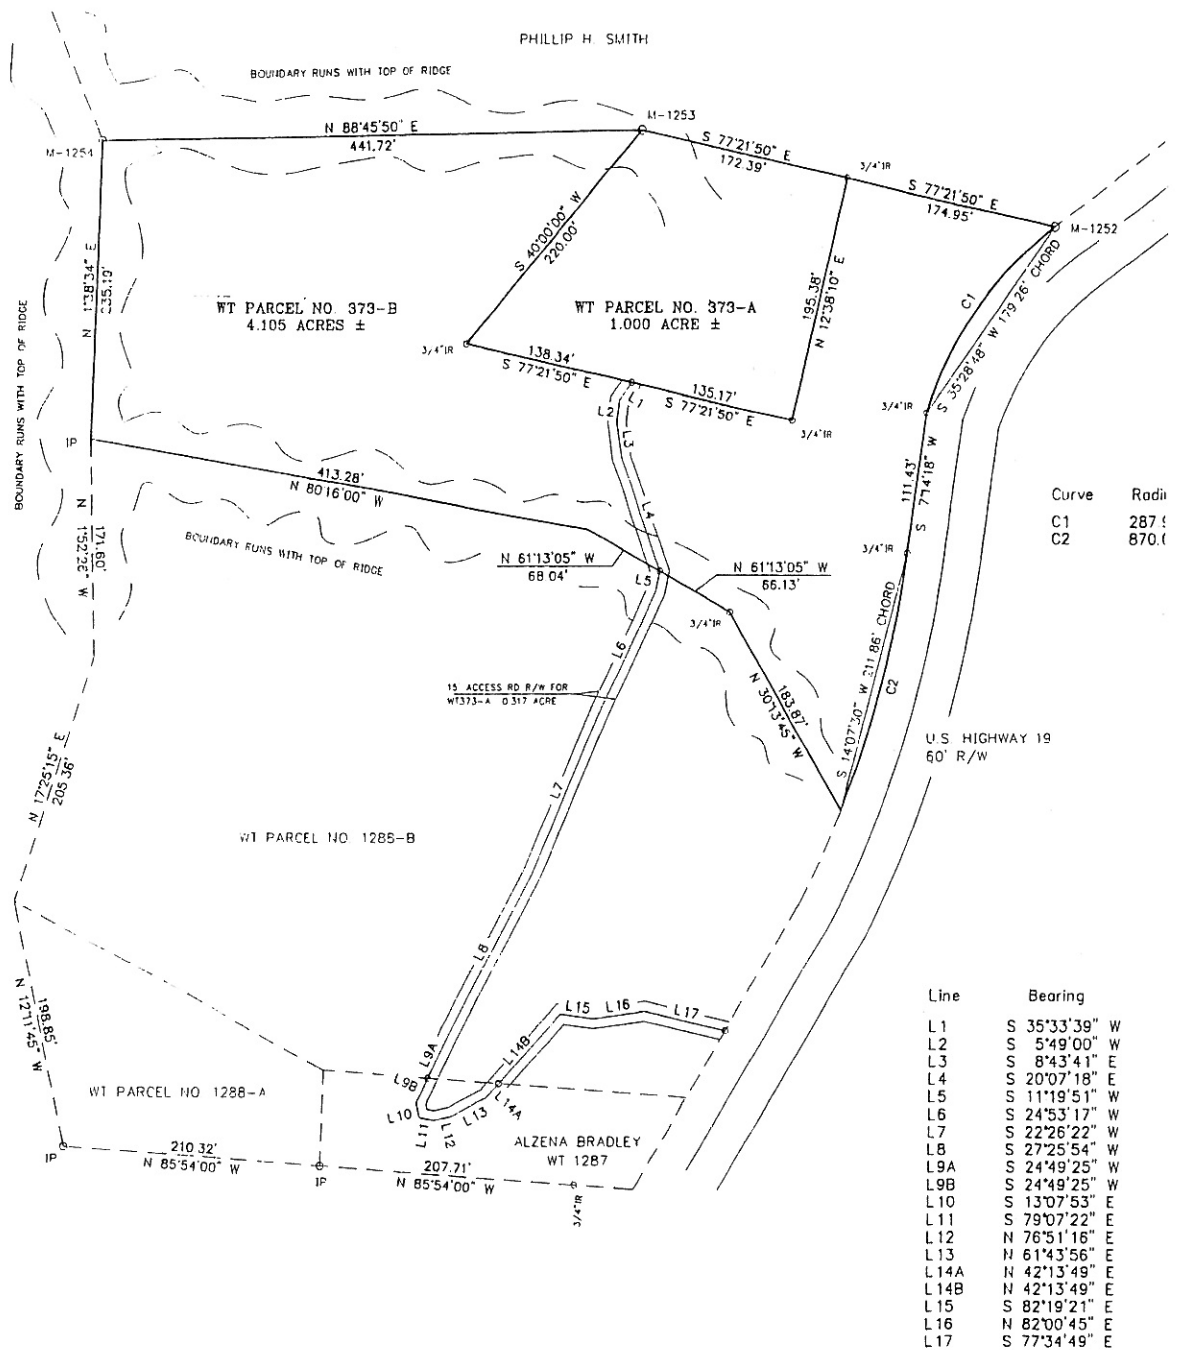 PHILLIP H. SMITH
BOUNDARY RUNS WITH TOP OF RIDGE
M-1253
N 88°45'50" E
441.72'
M-1254
S 77°21'50" E
172.39'
3/4"IR
S 77°21'50" E
174.95'
M-1252
S 40°00'00" W
220.00'
N 1°38'34" E
235.19'
BOUNDARY RUNS WITH TOP OF RIDGE
WT PARCEL NO. 373-B
4.105 ACRES ±
WT PARCEL NO. 373-A
1.000 ACRE ±
195.38'
N 12°38'10" E
C1
S 35°28'48" W 179.26' CHORD
3/4"IR
138.34'
S 77°21'50" E
135.17'
S 77°21'50" E
3/4"IR
3/4"IR
L1
L2
L3
L4
IP
413.28'
N 80°16'00" W
171.60'
N 1°52'26" W
111.43'
S 7°14'18" W
3/4"IR
BOUNDARY RUNS WITH TOP OF RIDGE
N 61°13'05" W
68.04'
L5
N 61°13'05" W
66.13'
3/4"IR
Curve Radi
C1 287.9
C2 870.0
L6
15' ACCESS RD R/W FOR
WT373-A 0.317 ACRE
183.87'
N 30°13'45" W
S 14°07'30" W 211.86' CHORD
C2
U.S HIGHWAY 19
60' R/W
N 17°25'15" E
205.36'
L7
WT PARCEL NO 1285-B
L8
198.85'
N 12°11'45" W
L15 L16 L17
L14B
L9A
L9B
L10
L11
L12
L13
L14A
WT PARCEL NO 1288-A
ALZENA BRADLEY
WT 1287
IP
210.32'
N 85°54'00" W
IP
207.71'
N 85°54'00" W
3/4"IR
Line Bearing
L1 S 35°33'39" W
L2 S 5°49'00" W
L3 S 8°43'41" E
L4 S 20°07'18" E
L5 S 11°19'51" W
L6 S 24°53'17" W
L7 S 22°26'22" W
L8 S 27°25'54" W
L9A S 24°49'25" W
L9B S 24°49'25" W
L10 S 13°07'53" E
L11 S 79°07'22" E
L12 N 76°51'16" E
L13 N 61°43'56" E
L14A N 42°13'49" E
L14B N 42°13'49" E
L15 S 82°19'21" E
L16 N 82°00'45" E
L17 S 77°34'49" E